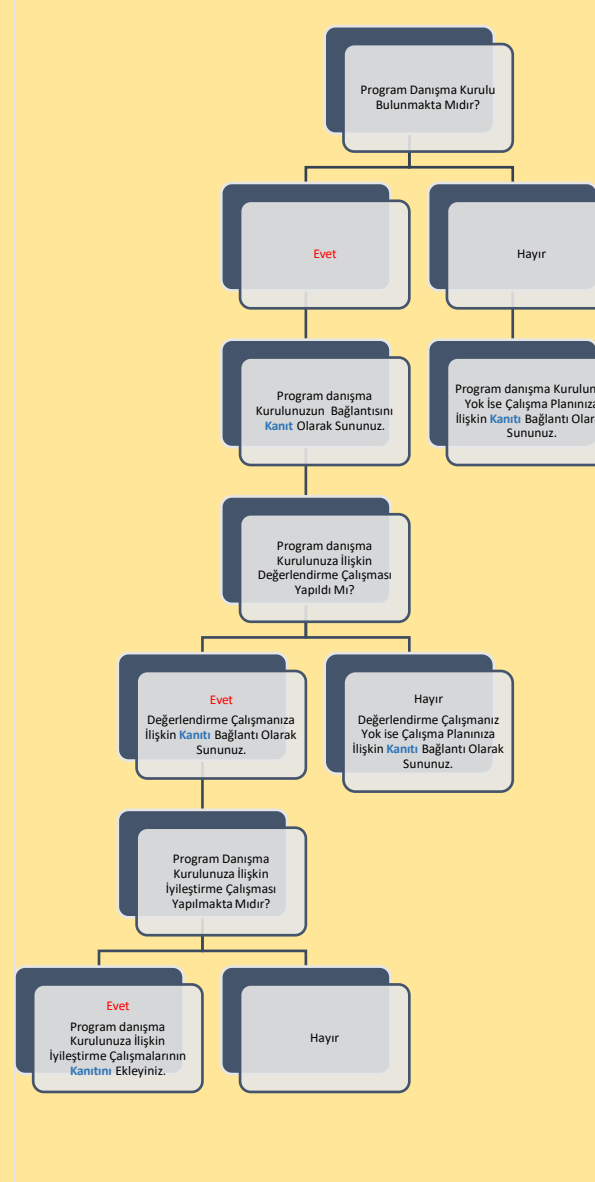 Program Danışma Kurulu
Bulunmakta Mıdır?
Evet
Hayır
Program danışma
Kurulunuzun Bağlantısını
Kanıt Olarak Sununuz.
Program danışma
Yok İse Çalışma Planınıza
İlişkin Kanıtı Bağlantı
Sununuz.
Program danışma
Kurulunuza İlişkin
Değerlendirme Çalışması
Yapıldı Mı?
Evet
Değerlendirme Çalışmanıza
İlişkin Kanıtı Bağlantı Olarak
Sununuz.
Hayır
Değerlendirme Çalışmanız
Yok ise Çalışma Planınıza
İlişkin Kanıtı Bağlantı Olarak
Sununuz.
Program Danışma
Kurulunuza İlişkin
İyileştirme Çalışması
Yapılmakta Mıdır?
Evet
Program danışma
Kurulunuza İlişkin
İyileştirme Çalışmalarının
Kanıtını Ekleyiniz.
Hayır